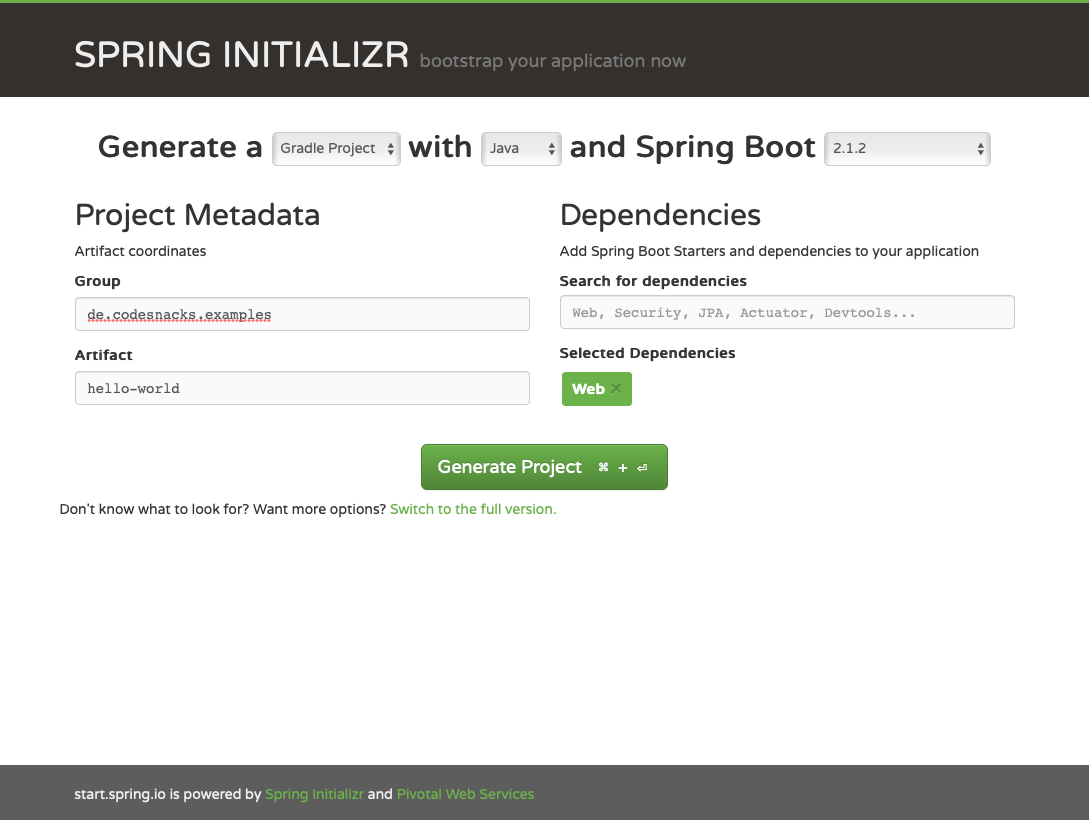 SPRING INITIALIZR bootstrap your application now
Generate a Gradle Project with Java and Spring Boot 2.1.2
Project Metadata
Artifact coordinates
Group
de.codesnacks.examples
Artifact
hello-world
Dependencies
Add Spring Boot Starters and dependencies to your application
Search for dependencies
Web, Security, JPA, Actuator, Devtools...
Selected Dependencies
Web ✕
Generate Project ⌘ + ⏎
Don't know what to look for? Want more options? Switch to the full version.
start.spring.io is powered by Spring Initializr and Pivotal Web Services